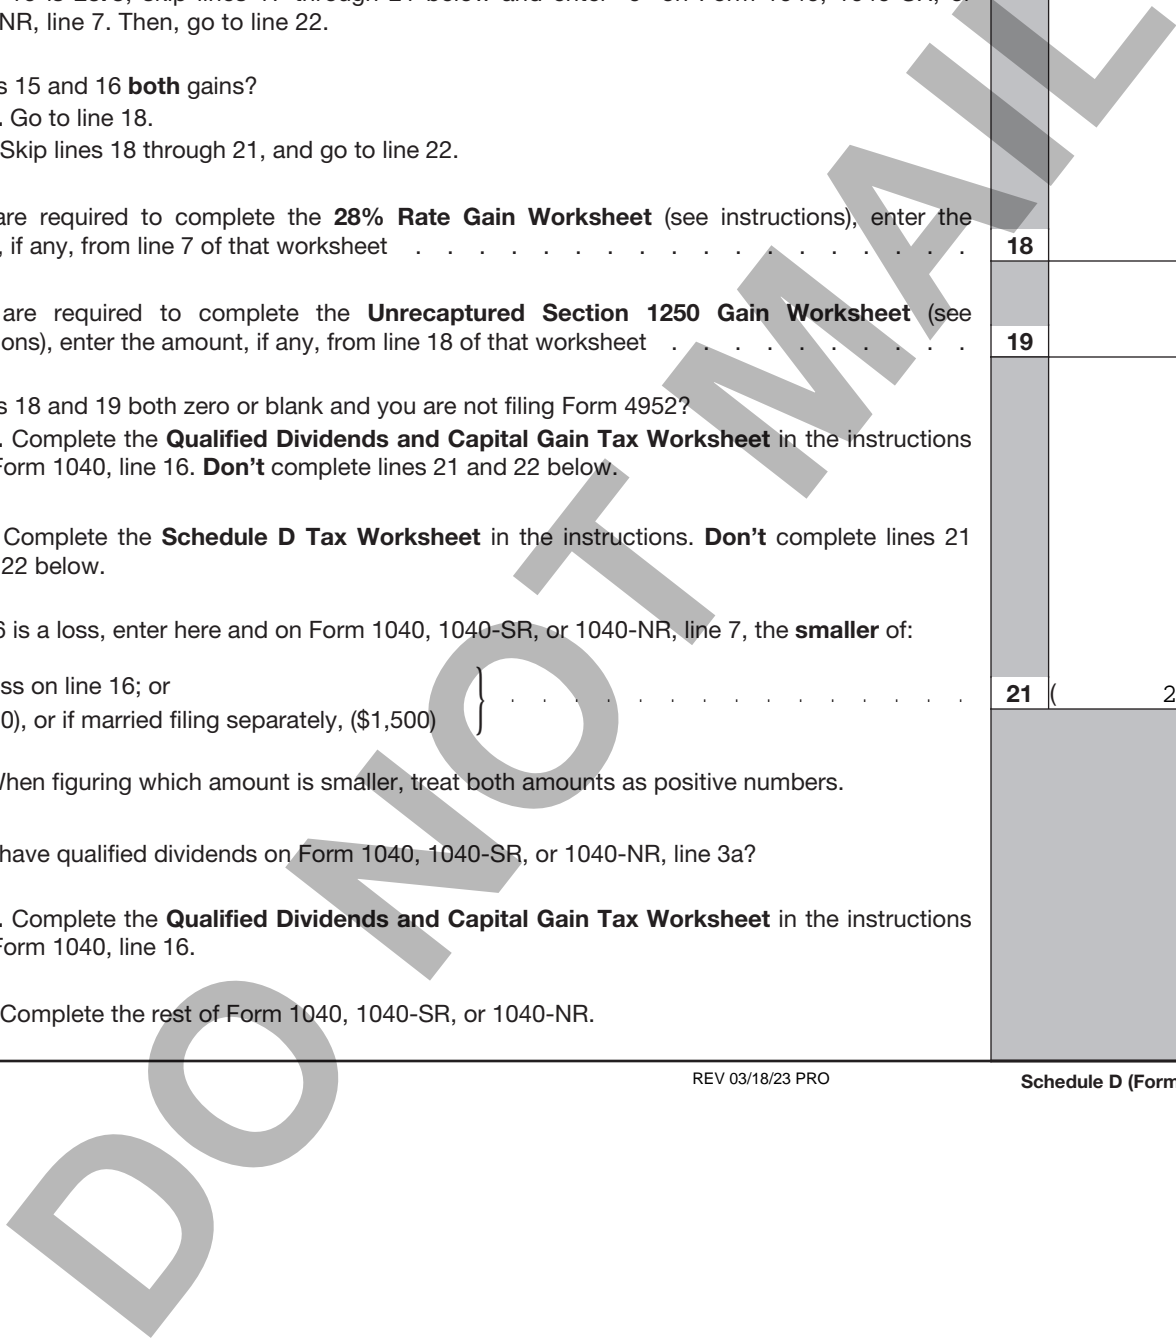 NR, line 7. Then, go to line 22.
s 15 and 16 both gains?
. Go to line 18.
Skip lines 18 through 21, and go to line 22.
are required to complete the 28% Rate Gain Worksheet (see instructions), enter the
, if any, from line 7 of that worksheet . . . . . . . . . . . . . . . . . . 18
are required to complete the Unrecaptured Section 1250 Gain Worksheet (see
ons), enter the amount, if any, from line 18 of that worksheet . . . . . . . . . . 19
s 18 and 19 both zero or blank and you are not filing Form 4952?
. Complete the Qualified Dividends and Capital Gain Tax Worksheet in the instructions
Form 1040, line 16. Don’t complete lines 21 and 22 below.
Complete the Schedule D Tax Worksheet in the instructions. Don’t complete lines 21
22 below.
6 is a loss, enter here and on Form 1040, 1040-SR, or 1040-NR, line 7, the smaller of:
ss on line 16; or
0), or if married filing separately, ($1,500) } . . . . . . . . . . . . . . . 21 ( 2
When figuring which amount is smaller, treat both amounts as positive numbers.
have qualified dividends on Form 1040, 1040-SR, or 1040-NR, line 3a?
. Complete the Qualified Dividends and Capital Gain Tax Worksheet in the instructions
Form 1040, line 16.
Complete the rest of Form 1040, 1040-SR, or 1040-NR.
REV 03/18/23 PRO Schedule D (Form
DO NOT MAIL